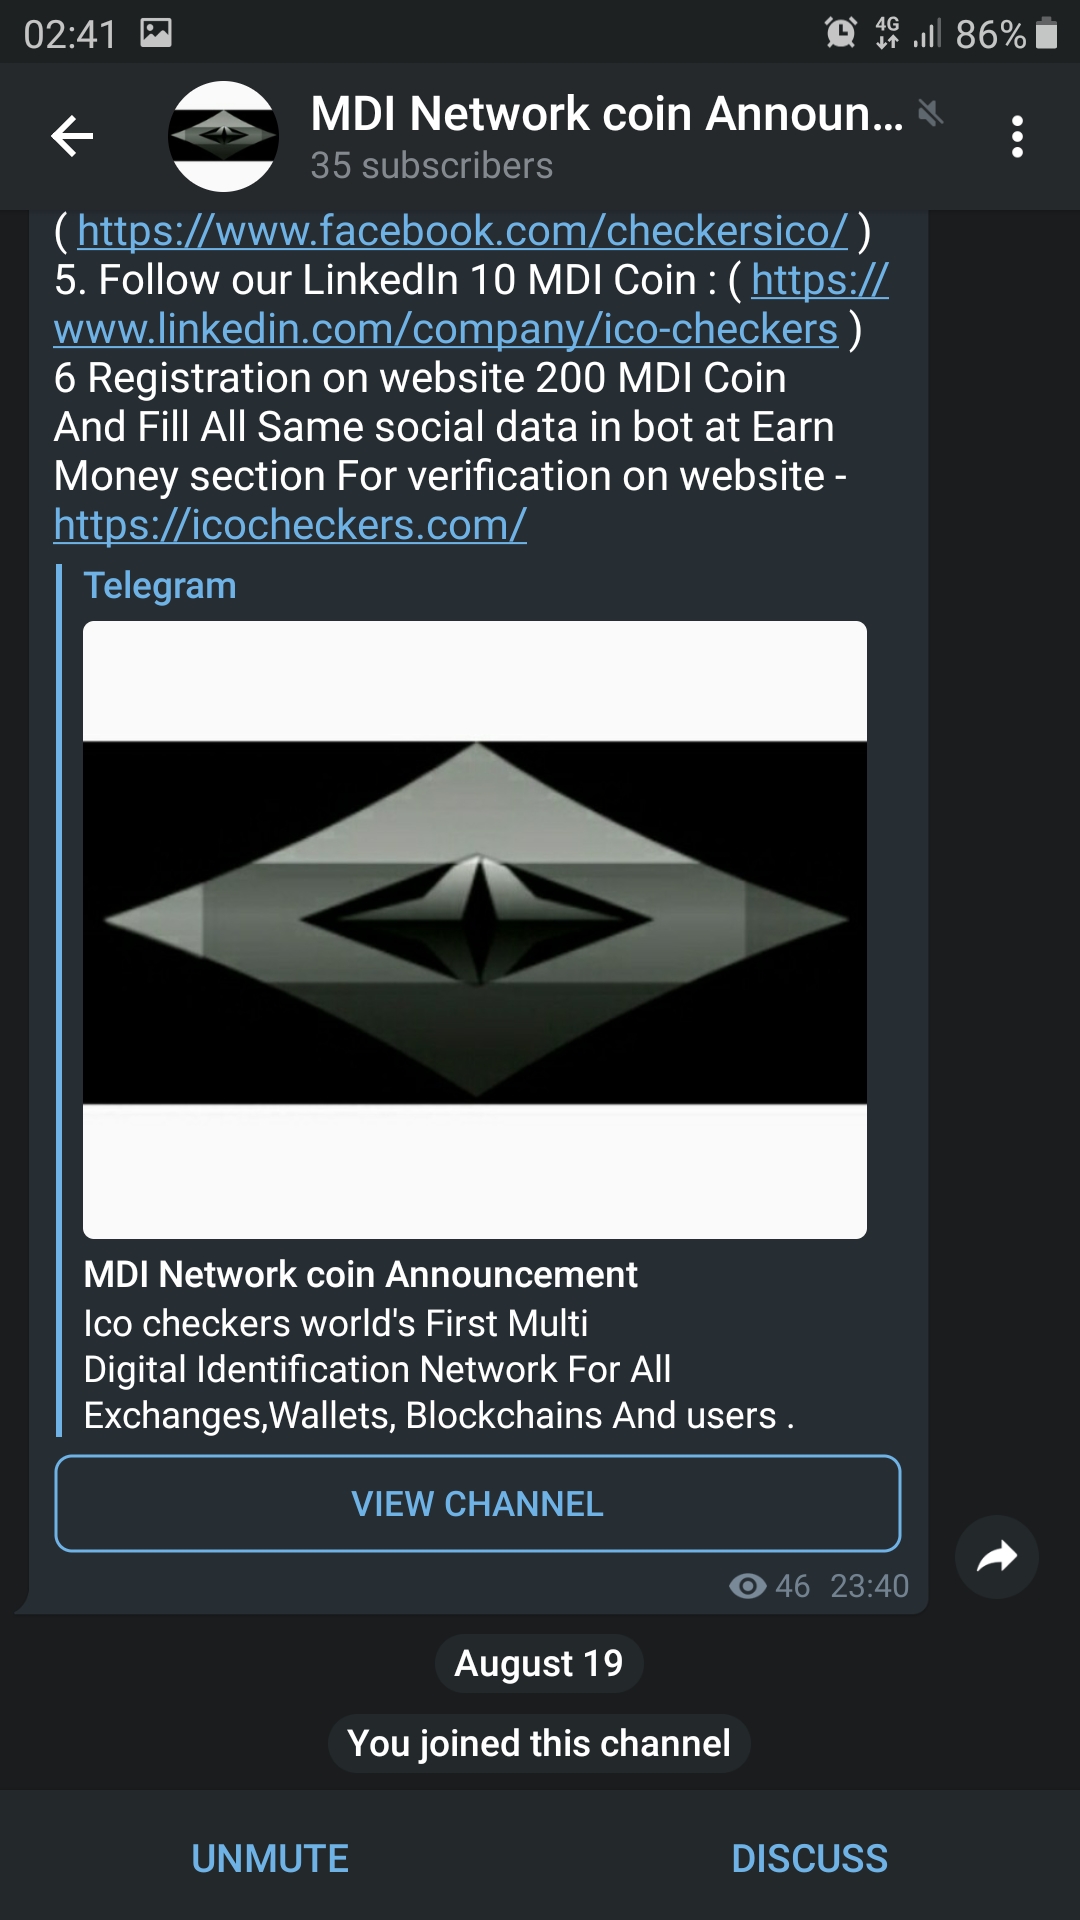 02:41
4G
86%
MDI Network coin Announ...
35 subscribers
( https://www.facebook.com/checkersico/ )
5. Follow our LinkedIn 10 MDI Coin : ( https://
www.linkedin.com/company/ico-checkers )
6 Registration on website 200 MDI Coin
And Fill All Same social data in bot at Earn
Money section For verification on website -
https://icocheckers.com/
Telegram
MDI Network coin Announcement
Ico checkers world's First Multi
Digital Identification Network For All
Exchanges,Wallets, Blockchains And users .
VIEW CHANNEL
46 23:40
August 19
You joined this channel
UNMUTE
DISCUSS